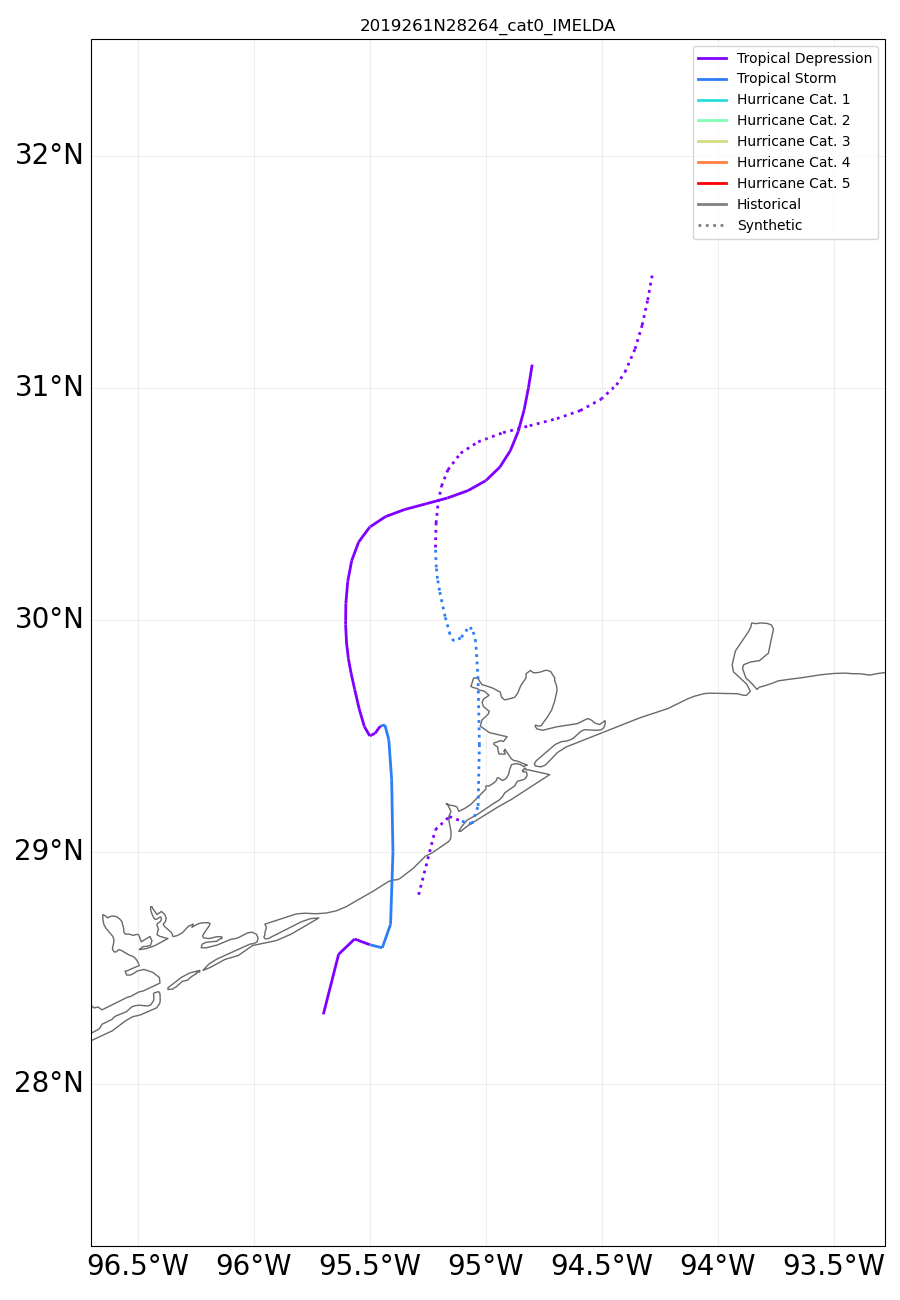 2019261N28264_cat0_IMELDA
Tropical Depression
Tropical Storm
Hurricane Cat. 1
Hurricane Cat. 2
Hurricane Cat. 3
Hurricane Cat. 4
Hurricane Cat. 5
Historical
Synthetic
32°N
31°N
30°N
29°N
28°N
96.5°W 96°W 95.5°W 95°W 94.5°W 94°W 93.5°W